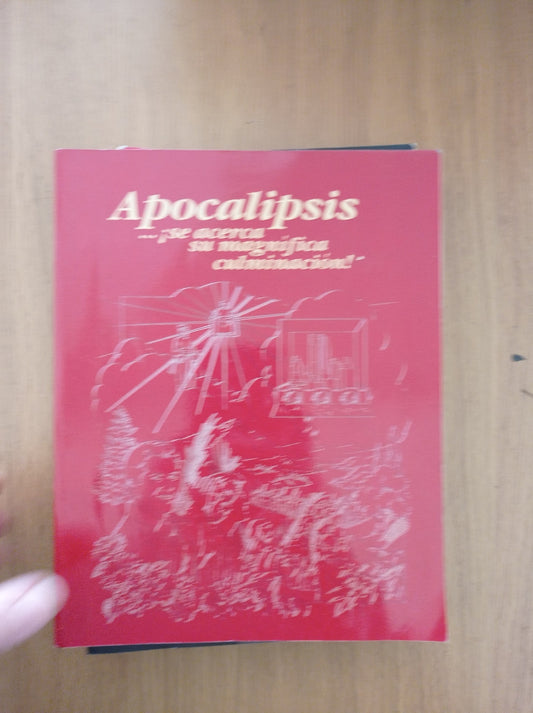 Apocalipsis
...¡se acerca
su magnífica
culminación!